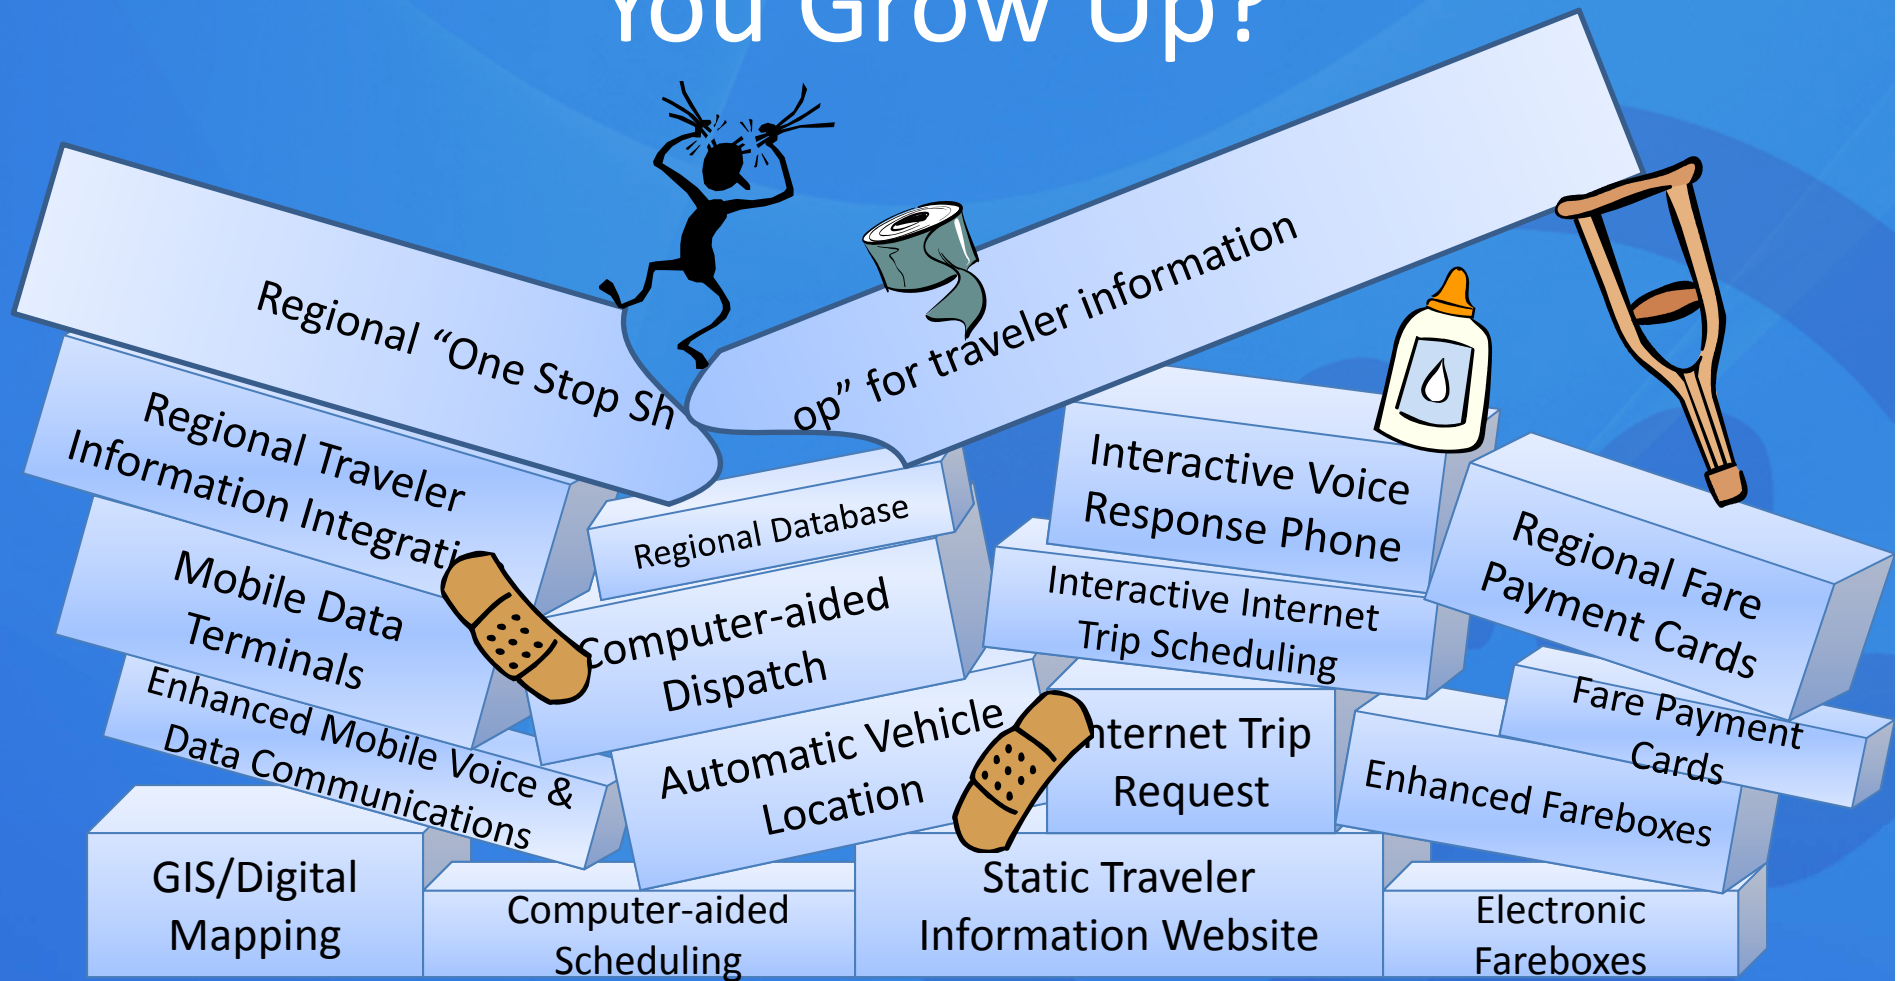 You Grow Up?
Regional “One Stop Sh
op” for traveler information
Regional Traveler
Information Integrati
Regional Database
Interactive Voice
Response Phone
Regional Fare
Payment Cards
Mobile Data
Terminals
Computer-aided
Dispatch
Interactive Internet
Trip Scheduling
Fare Payment
Cards
Enhanced Mobile Voice &
Data Communications
Automatic Vehicle
Location
nternet Trip
Request
Enhanced Fareboxes
GIS/Digital
Mapping
Computer-aided
Scheduling
Static Traveler
Information Website
Electronic
Fareboxes